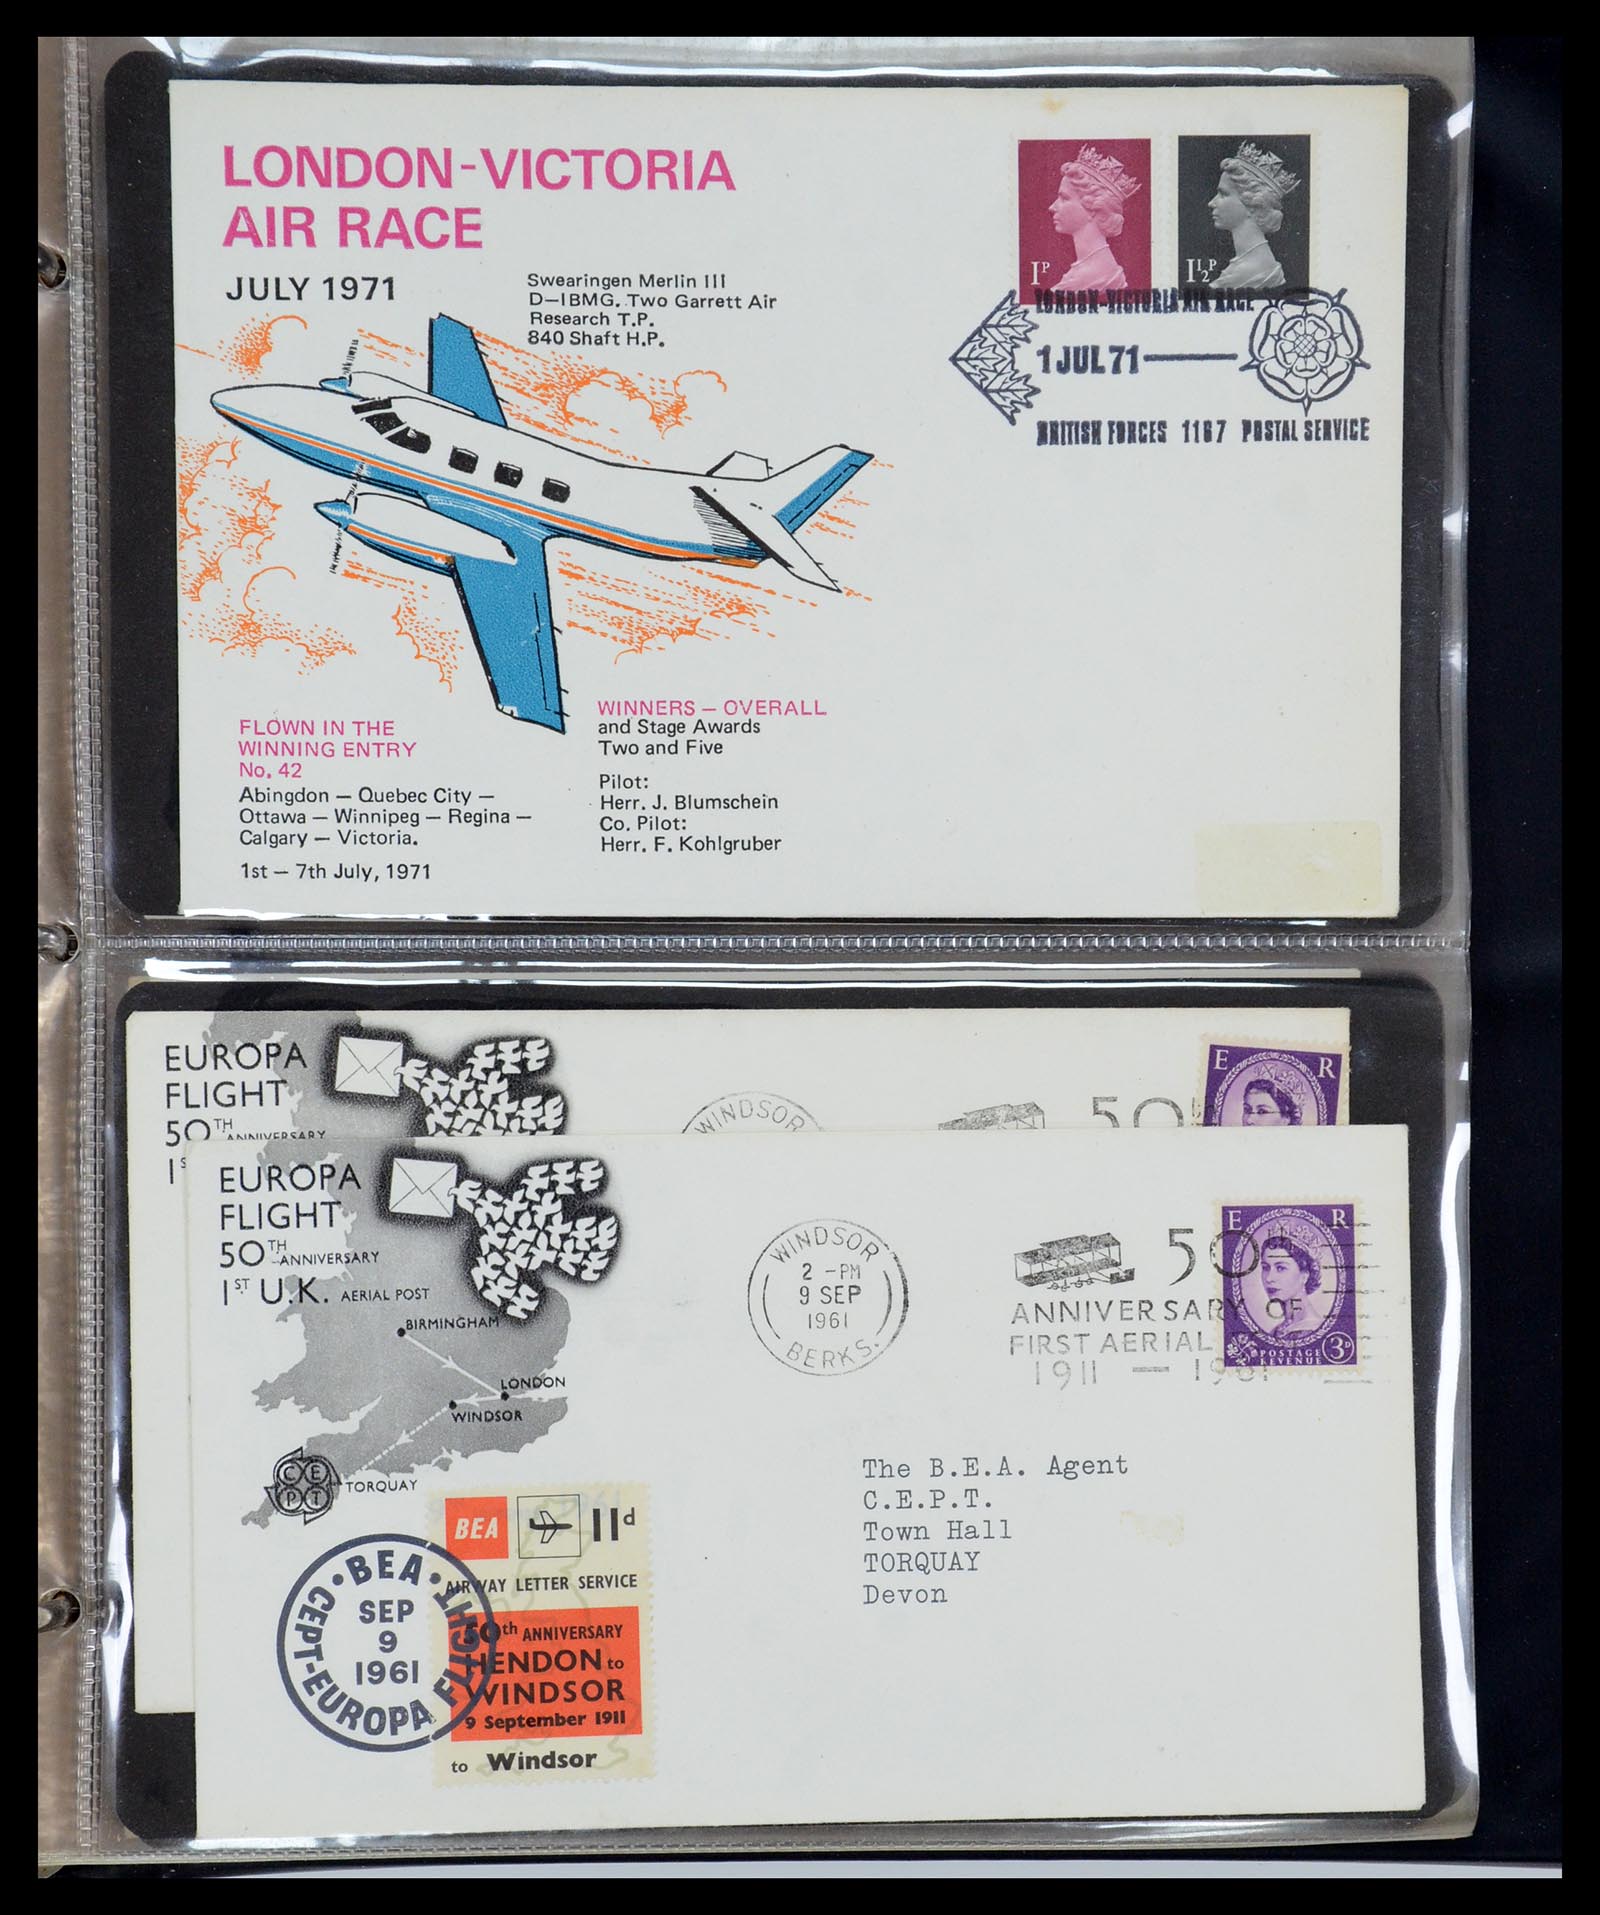 LONDON-VICTORIA
AIR RACE
JULY 1971
Swearingen Merlin III
D-IBMG. Two Garrett Air
Research T.P.
840 Shaft H.P.
1P
1½P
LONDON-VICTORIA AIR RACE
1 JUL 71
BRITISH FORCES 1167 POSTAL SERVICE
FLOWN IN THE
WINNING ENTRY
No. 42
Abingdon — Quebec City —
Ottawa — Winnipeg — Regina —
Calgary — Victoria.
1st — 7th July, 1971
WINNERS — OVERALL
and Stage Awards
Two and Five
Pilot:
Herr. J. Blumschein
Co. Pilot:
Herr. F. Kohlgruber
EUROPA
FLIGHT
50TH ANNIVERSARY
1S
WINDSOR
50
E R
EUROPA
FLIGHT
50TH ANNIVERSARY
1ST U.K. AERIAL POST
BIRMINGHAM
LONDON
WINDSOR
TORQUAY
CEPT
WINDSOR
2 - PM
9 SEP
1961
BERKS.
50th
ANNIVERSARY OF
FIRST AERIAL
1911 — 1961
E R
POSTAGE
REVENUE
3D
The B.E.A. Agent
C.E.P.T.
Town Hall
TORQUAY
Devon
BEA 11d
AIRWAY LETTER SERVICE
50th ANNIVERSARY
HENDON to
WINDSOR
9 September 1911
to Windsor
• BEA •
CEPT-EUROPA FLIGHT
SEP
9
1961